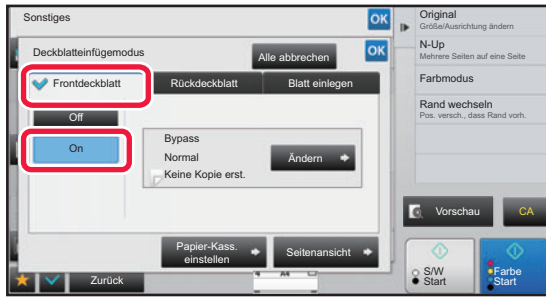 Sonstiges
OK
Deckblatteinfügemodus
Alle abbrechen
OK
Frontdeckblatt
Rückdeckblatt
Blatt einlegen
Off
On
Bypass
Normal
Keine Kopie erst.
Ändern
Papier-Kass.
einstellen
Seitenansicht
Zurück
A4
Original
Größe/Ausrichtung ändern
N-Up
Mehrere Seiten auf eine Seite
Farbmodus
Rand wechseln
Pos. versch., dass Rand vorh.
Vorschau
CA
S/W
Start
Farbe
Start